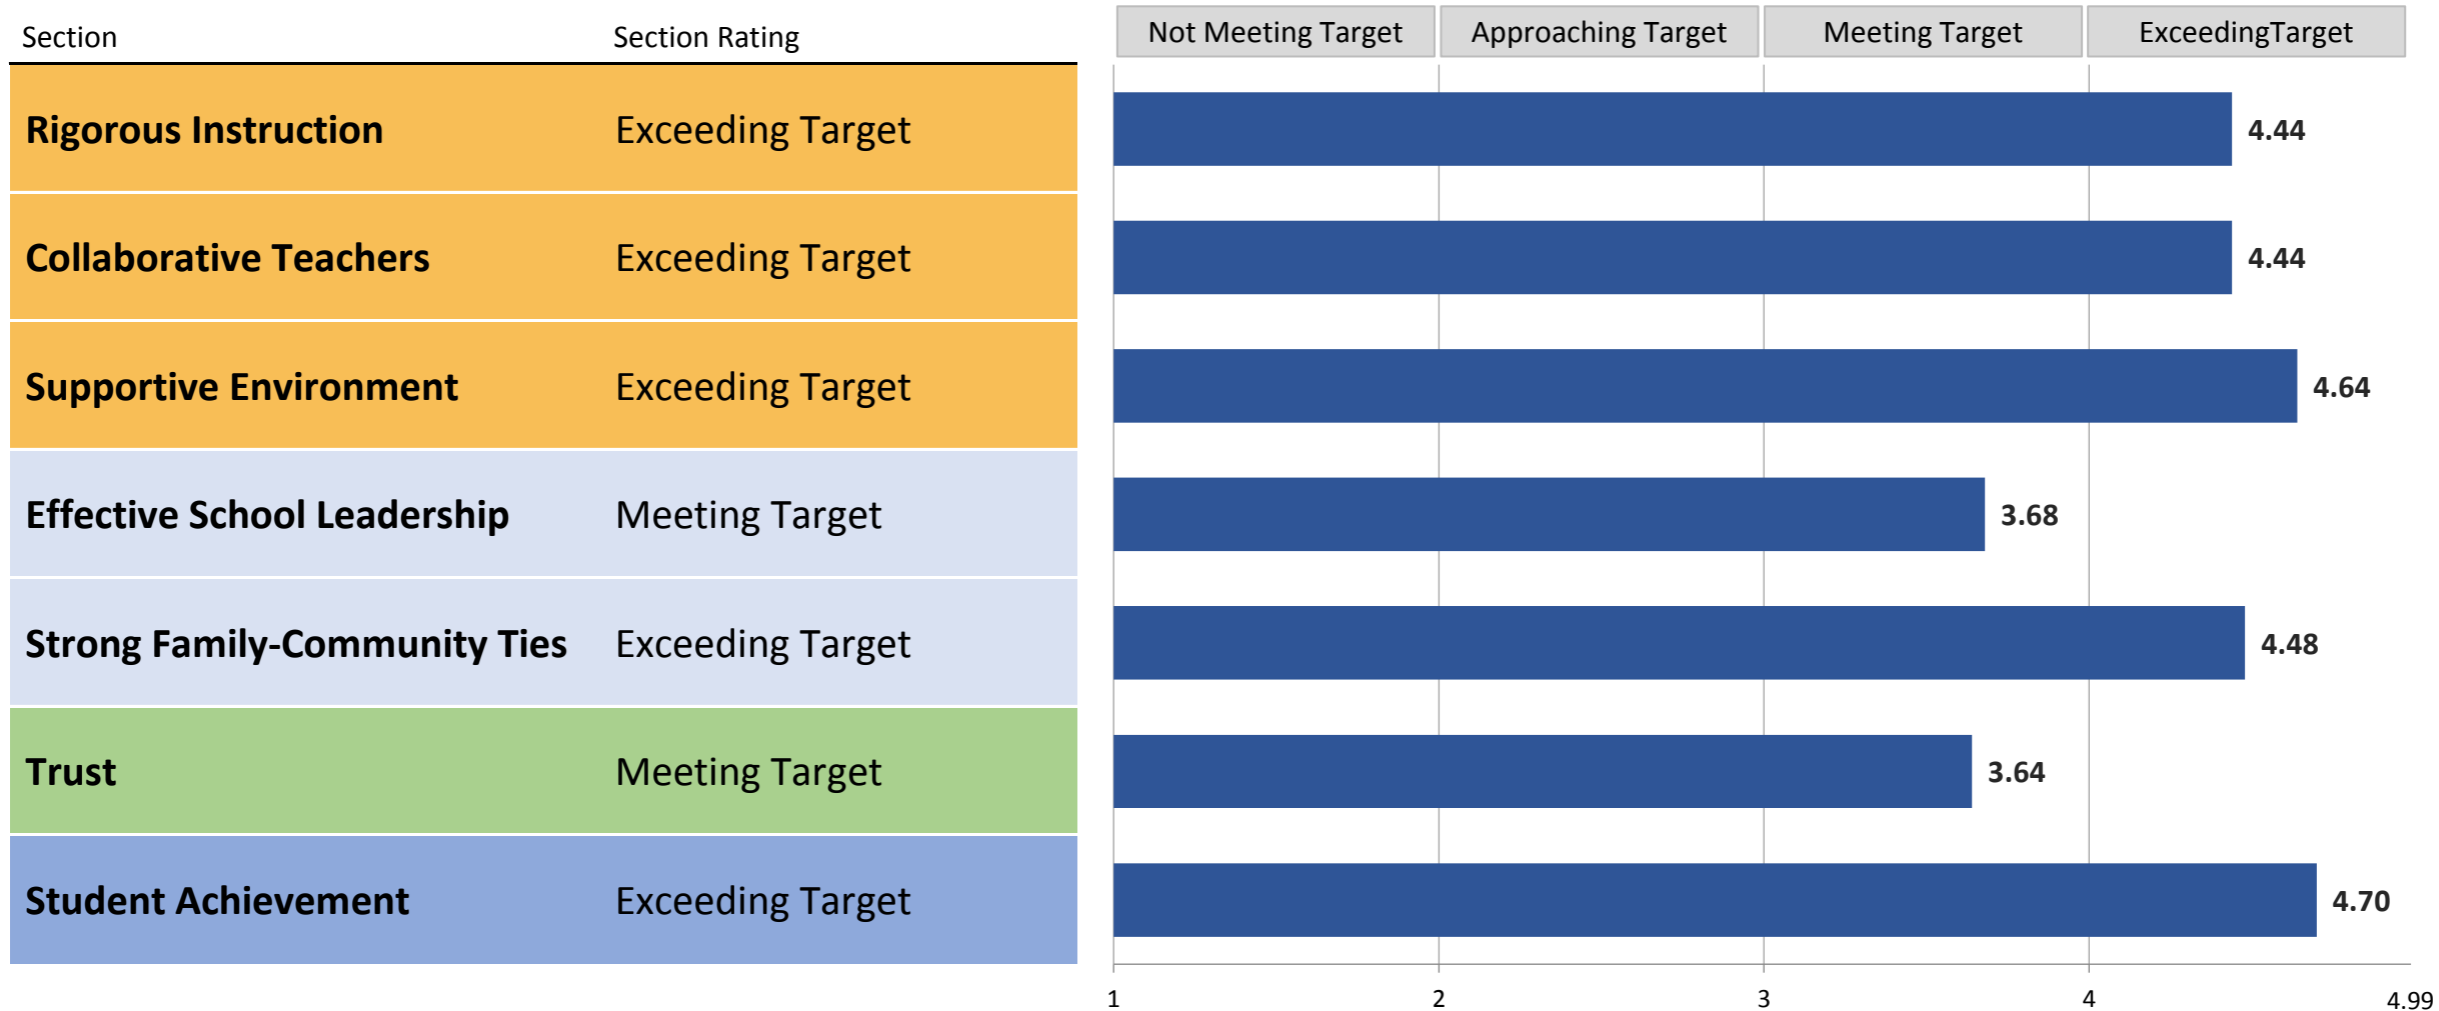 Section Section Rating Not Meeting Target Approaching Target Meeting Target ExceedingTarget
Rigorous Instruction Exceeding Target 4.44
Collaborative Teachers Exceeding Target 4.44
Supportive Environment Exceeding Target 4.64
Effective School Leadership Meeting Target 3.68
Strong Family-Community Ties Exceeding Target 4.48
Trust Meeting Target 3.64
Student Achievement Exceeding Target 4.70
1 2 3 4 4.99